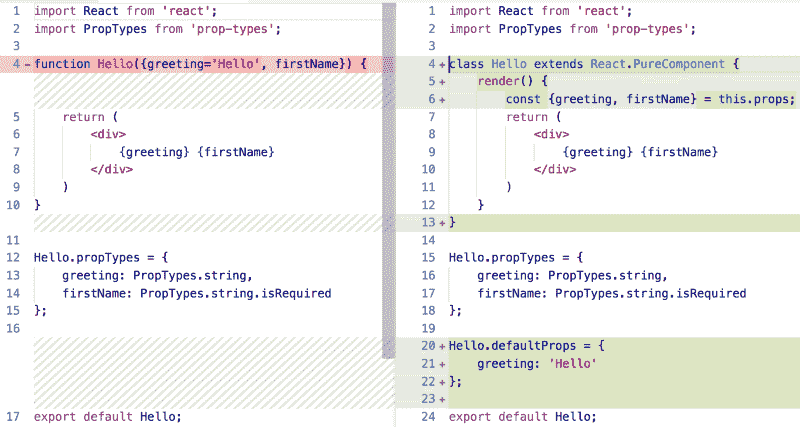 1 import React from 'react';
2 import PropTypes from 'prop-types';
3
4 - function Hello({greeting='Hello', firstName}) {
5 return (
6 <div>
7 {greeting} {firstName}
8 </div>
9 )
10 }
11
12 Hello.propTypes = {
13 greeting: PropTypes.string,
14 firstName: PropTypes.string.isRequired
15 };
16
17 export default Hello;
1 import React from 'react';
2 import PropTypes from 'prop-types';
3
4 + class Hello extends React.PureComponent {
5 + render() {
6 + const {greeting, firstName} = this.props;
7 return (
8 <div>
9 {greeting} {firstName}
10 </div>
11 )
12 }
13 + }
14
15 Hello.propTypes = {
16 greeting: PropTypes.string,
17 firstName: PropTypes.string.isRequired
18 };
19
20 + Hello.defaultProps = {
21 + greeting: 'Hello'
22 + };
23 +
24 export default Hello;